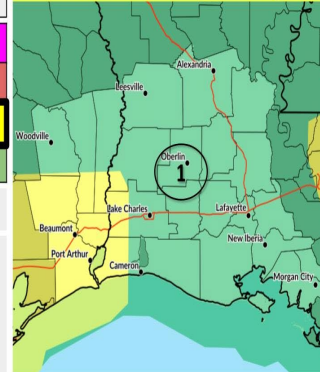 Alexandria
Leesville
Woodville
Oberlin
1
Lake Charles
Lafayette
Beaumont
New Iberia
Port Arthur
Cameron
Morgan City